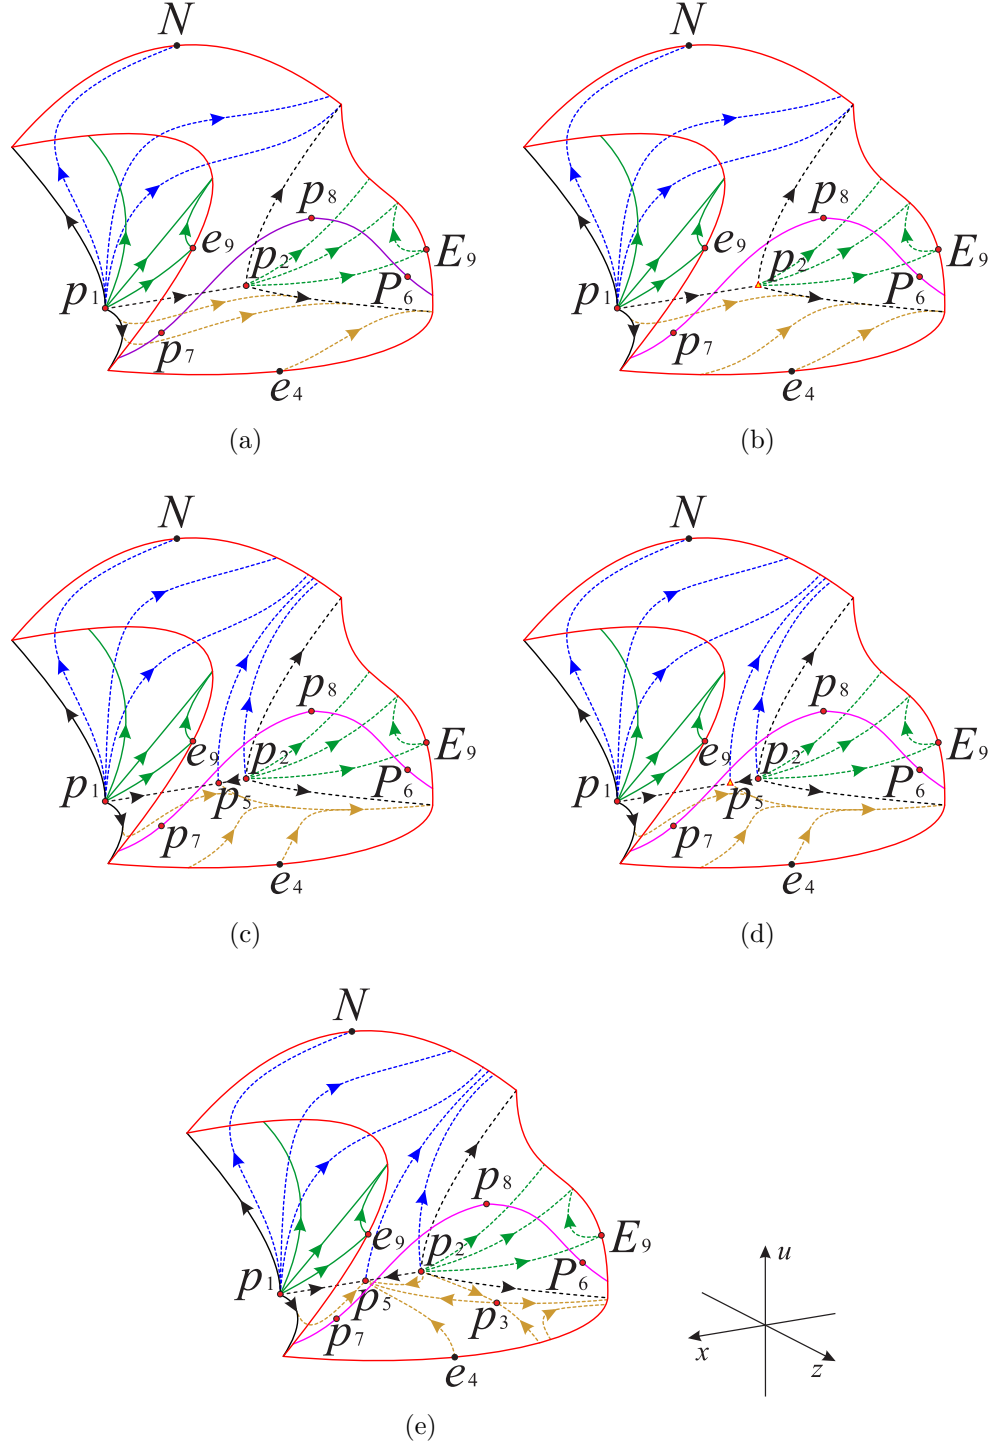 N N
p8 p8
e9 p2 E9 e9 p2 E9
p1 P6 p1 P6
p7 p7
e4 e4
(a) (b)
N N
p8 p8
e9 p2 E9 e9 p2 E9
p1 p5 P6 p1 p5 P6
p7 p7
e4 e4
(c) (d)
N
p8
e9 p2 E9
u
p1 p5 P6
p7 p3
x z
e4
(e)